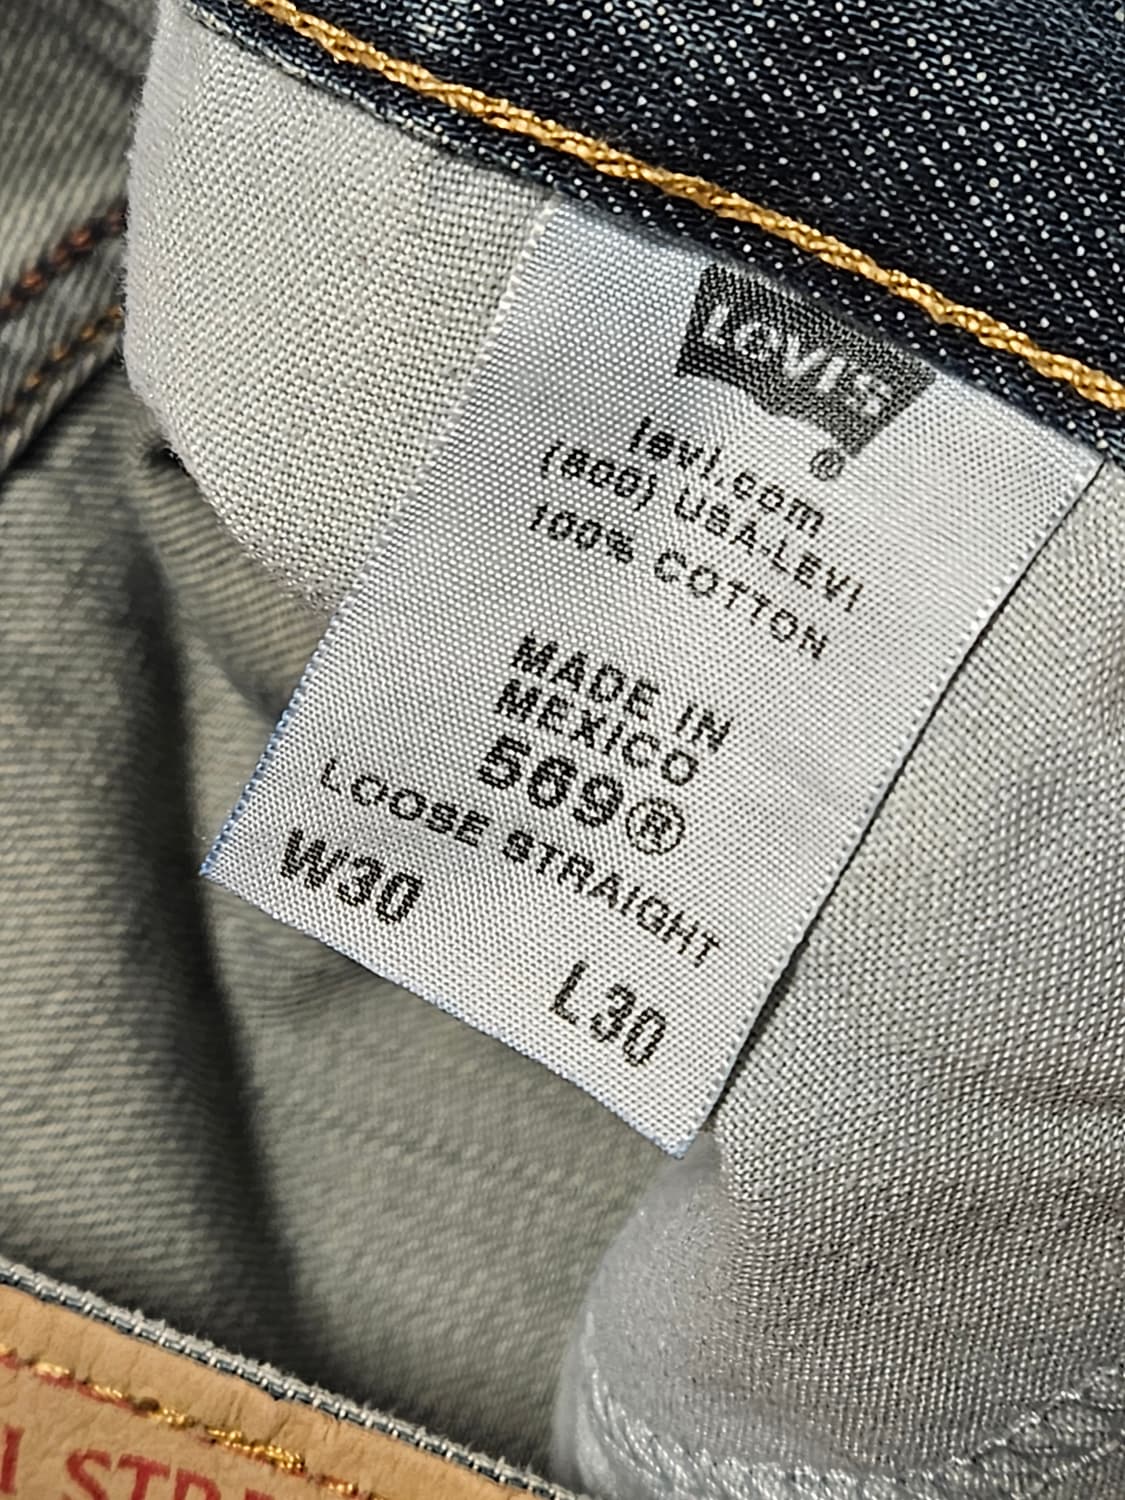 LEVI'S
®
levi.com
(800) USA-LEVI
100% COTTON
MADE IN
MEXICO
569®
LOOSE STRAIGHT
W30
L30